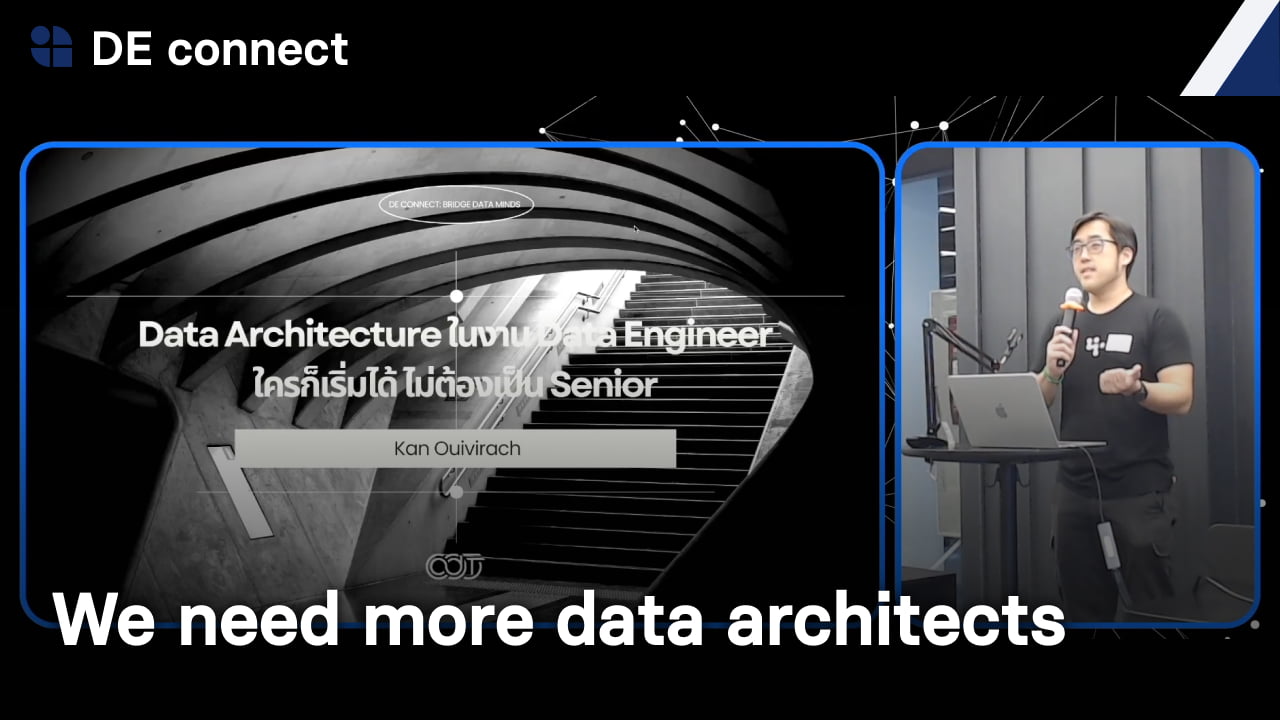 DE connect
DE CONNECT: BRIDGE DATA MINDS
Data Architecture ในงาน Data Engineer
ใครก็เริ่มได้ ไม่ต้องเป็น Senior
Kan Ouivirach
We need more data architects